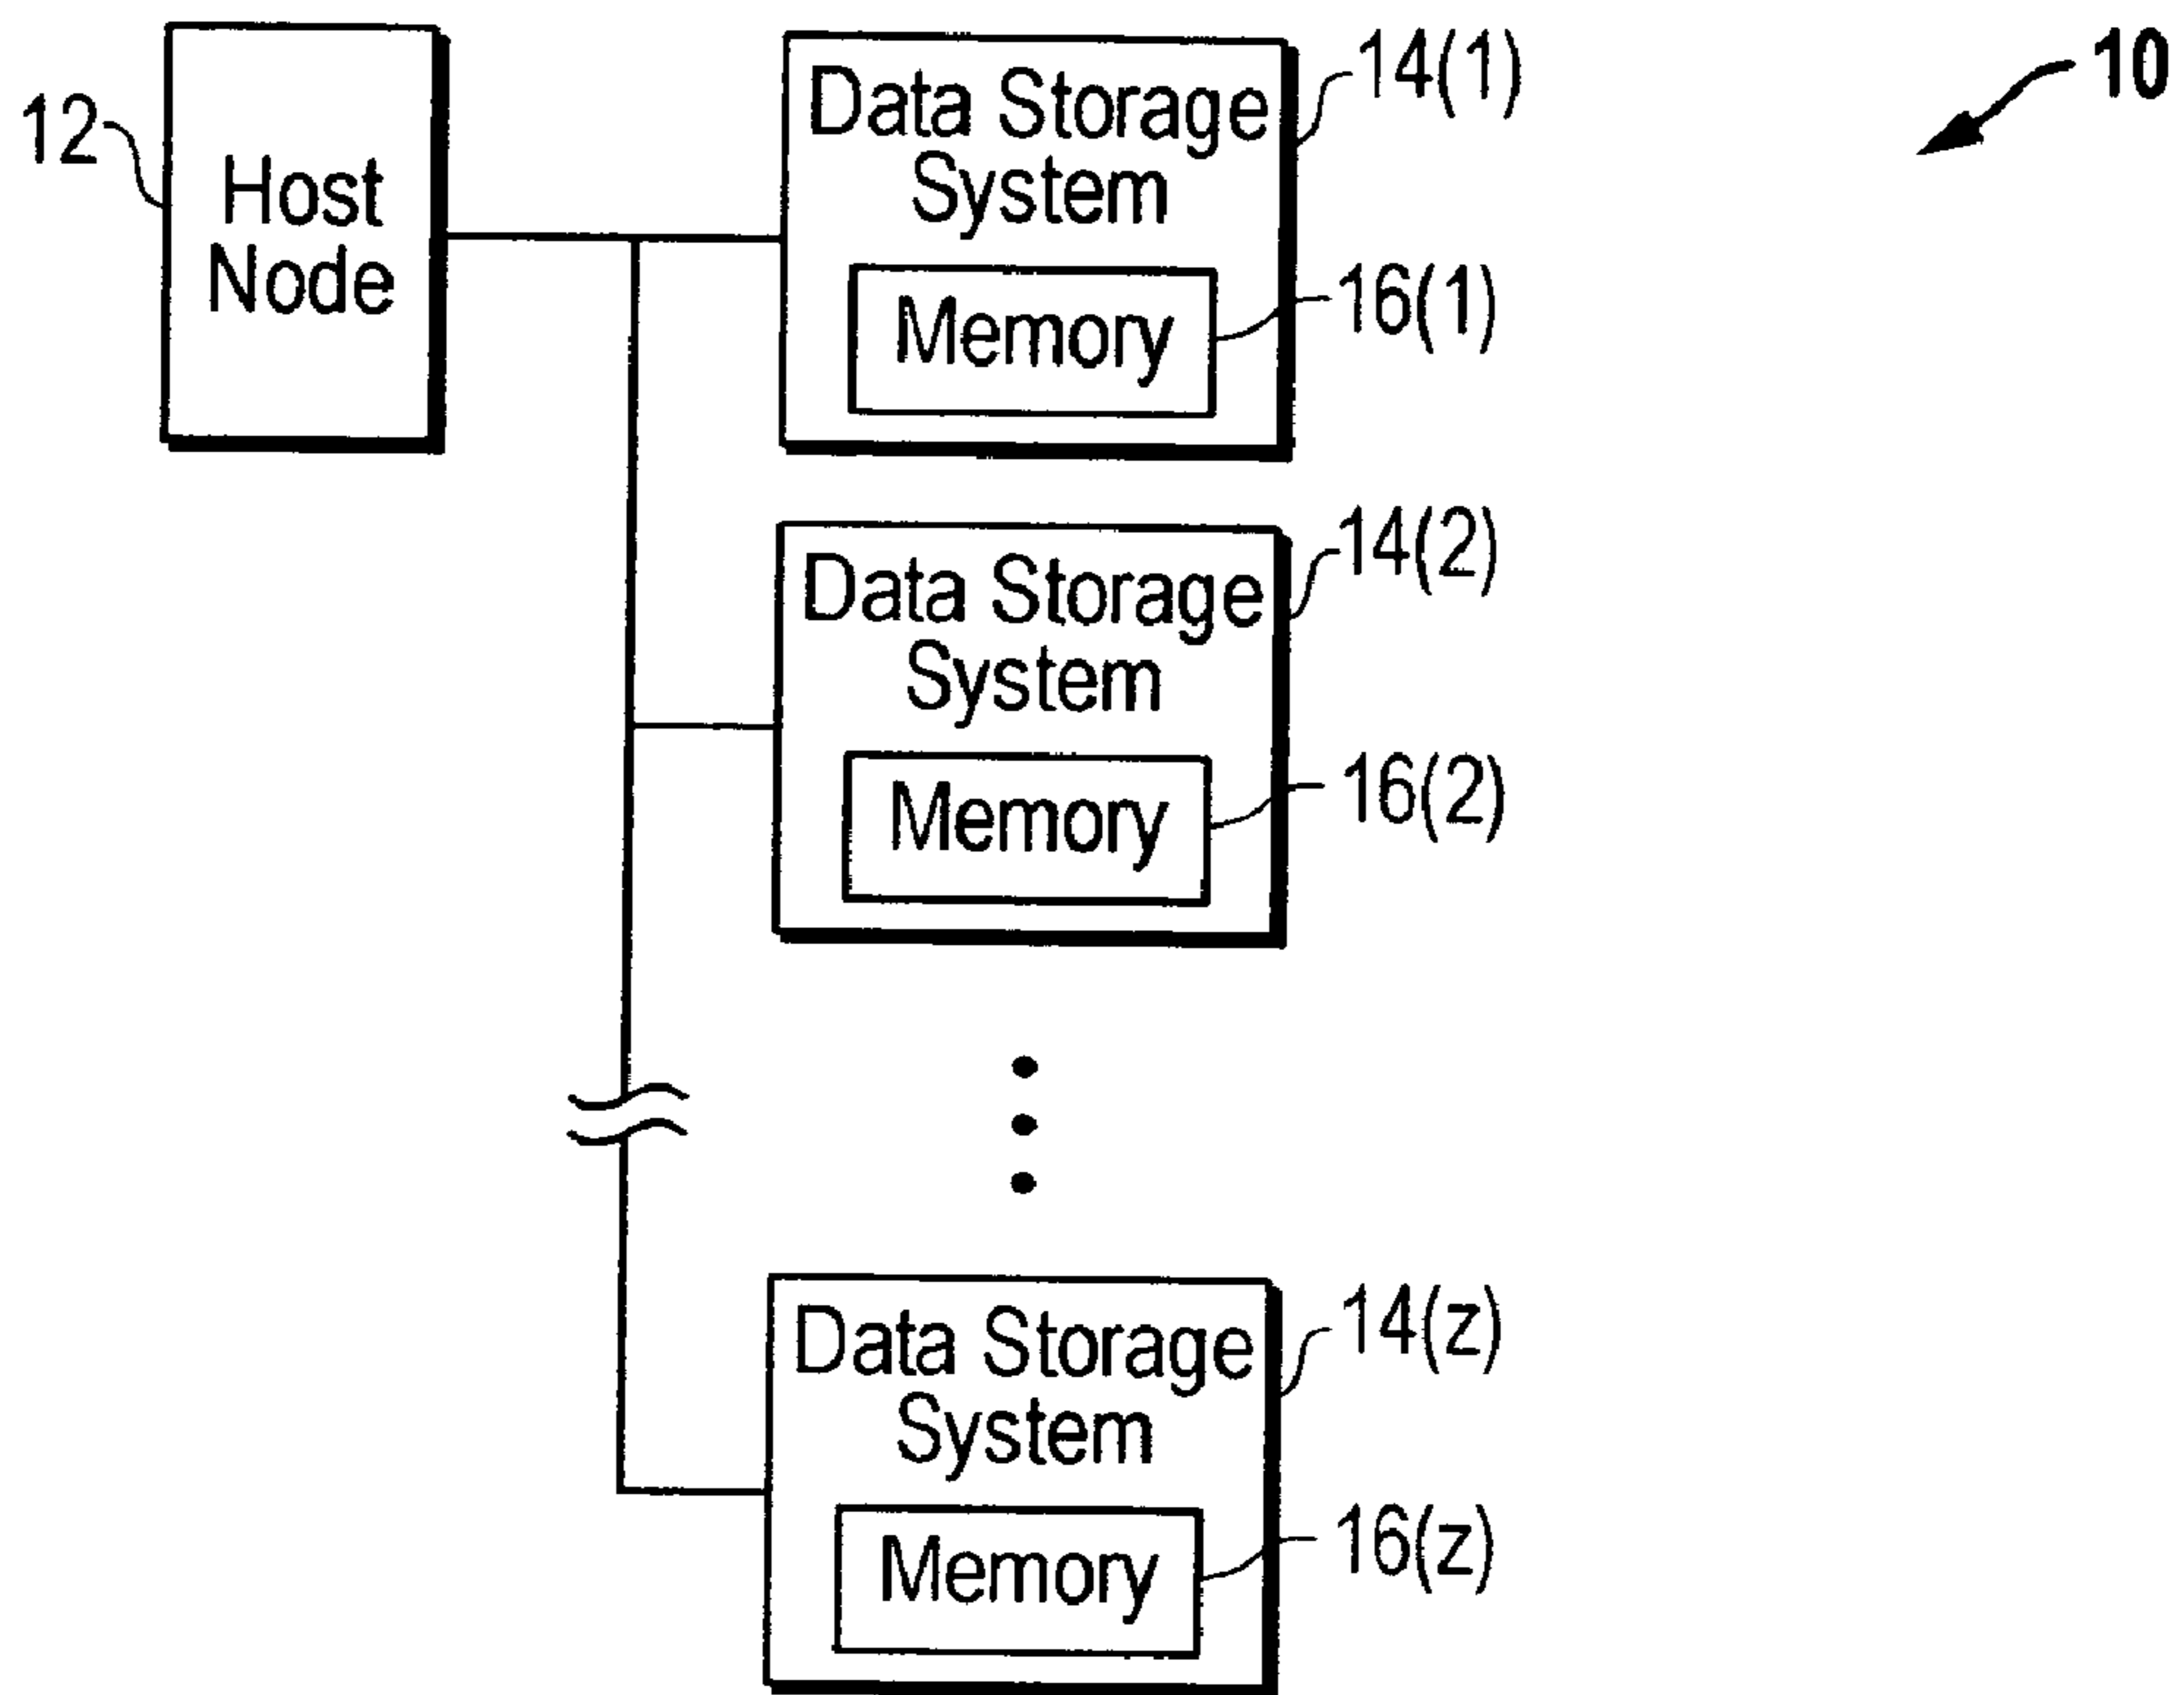 12
Host
Node
Data Storage
System
Memory
14(1)
16(1)
10
Data Storage
System
Memory
14(2)
16(2)
Data Storage
System
Memory
14(z)
16(z)